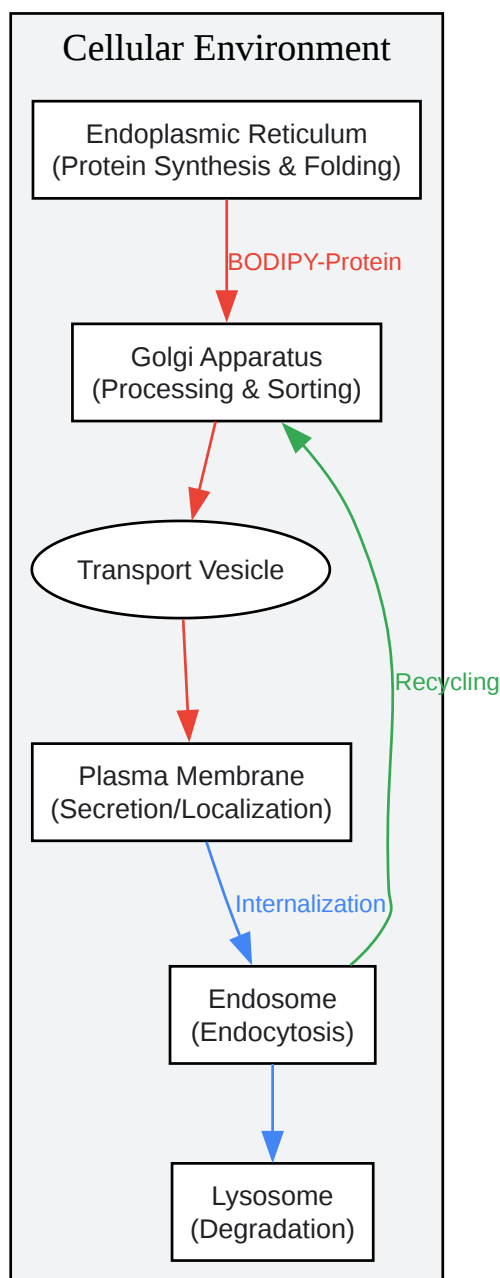 Cellular Environment
Endoplasmic Reticulum
(Protein Synthesis & Folding)
BODIPY-Protein
Golgi Apparatus
(Processing & Sorting)
Transport Vesicle
Recycling
Plasma Membrane
(Secretion/Localization)
Internalization
Endosome
(Endocytosis)
Lysosome
(Degradation)